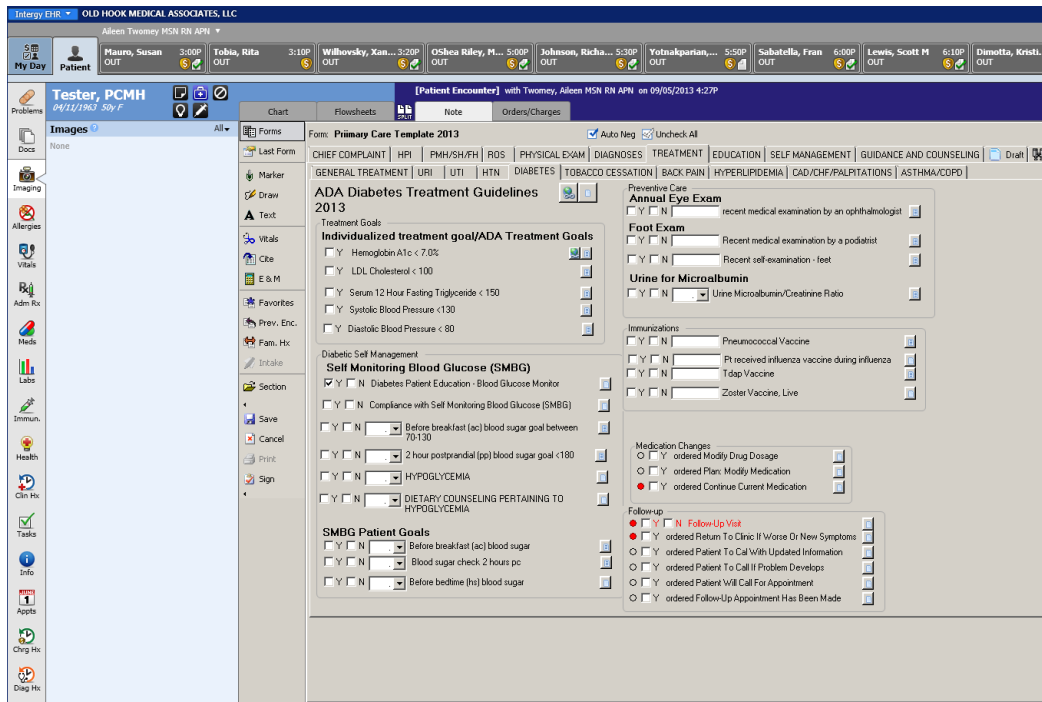 Intergy EHR OLD HOOK MEDICAL ASSOCIATES, LLC
Aileen Twomey MSN RN APN
My Day
Patient
Mauro, Susan 3:00P
OUT
Tobia, Rita 3:10P
OUT
Wilhovsky, Xan... 3:20P
OUT
OShea Riley, M... 5:00P
OUT
Johnson, Richa... 5:30P
OUT
Yotnakparian,... 5:50P
OUT
Sabatella, Fran 6:00P
OUT
Lewis, Scott M 6:10P
OUT
Dimotta, Kristi.
OUT
Problems
Docs
Imaging
Allergies
Vitals
Adm Rx
Meds
Labs
Immun.
Health
Clin Hx
Tasks
Info
Appts
Chrg Hx
Diag Hx
Tester, PCMH
04/11/1963 50y F
Images All
None
[Patient Encounter] with Twomey, Aileen MSN RN APN on 09/05/2013 4:27P
Chart Flowsheets SPLIT Note Orders/Charges
Forms
Last Form
Marker
Draw
Text
Vitals
Cite
E & M
Favorites
Prev. Enc.
Fam. Hx
Intake
Section
Save
Cancel
Print
Sign
Form: Priimary Care Template 2013 Auto Neg Uncheck All
CHIEF COMPLAINT HPI PMH/SH/FH ROS PHYSICAL EXAM DIAGNOSES TREATMENT EDUCATION SELF MANAGEMENT GUIDANCE AND COUNSELING Draft
GENERAL TREATMENT URI UTI HTN DIABETES TOBACCO CESSATION BACK PAIN HYPERLIPIDEMIA CAD/CHF/PALPITATIONS ASTHMA/COPD
ADA Diabetes Treatment Guidelines
2013
Treatment Goals
Individualized treatment goal/ADA Treatment Goals
Y Hemoglobin A1c < 7.0%
Y LDL Cholesterol < 100
Y Serum 12 Hour Fasting Triglyceride < 150
Y Systolic Blood Pressure <130
Y Diastolic Blood Pressure < 80
Diabetic Self Management
Self Monitoring Blood Glucose (SMBG)
Y N Diabetes Patient Education - Blood Glucose Monitor
Y N Compliance with Self Monitoring Blood Glucose (SMBG)
Y N Before breakfast (ac) blood sugar goal between
70-130
Y N 2 hour postprandial (pp) blood sugar goal <180
Y N HYPOGLYCEMIA
Y N DIETARY COUNSELING PERTAINING TO
HYPOGLYCEMIA
SMBG Patient Goals
Y N Before breakfast (ac) blood sugar
Y N Blood sugar check 2 hours pc
Y N Before bedtime (hs) blood sugar
Preventive Care
Annual Eye Exam
Y N recent medical examination by an ophthalmologist
Foot Exam
Y N Recent medical examination by a podiatrist
Y N Recent self-examination - feet
Urine for Microalbumin
Y N Urine Microalbumin/Creatinine Ratio
Immunizations
Y N Pneumococcal Vaccine
Y N Pt received influenza vaccine during influenza
Y N Tdap Vaccine
Y N Zoster Vaccine, Live
Medication Changes
Y ordered Modify Drug Dosage
Y ordered Plan: Modify Medication
Y ordered Continue Current Medication
Follow-up
Y N Follow-Up Visit
Y ordered Return To Clinic If Worse Or New Symptoms
Y ordered Patient To Cal With Updated Information
Y ordered Patient To Call If Problem Develops
Y ordered Patient Will Call For Appointment
Y ordered Follow-Up Appointment Has Been Made